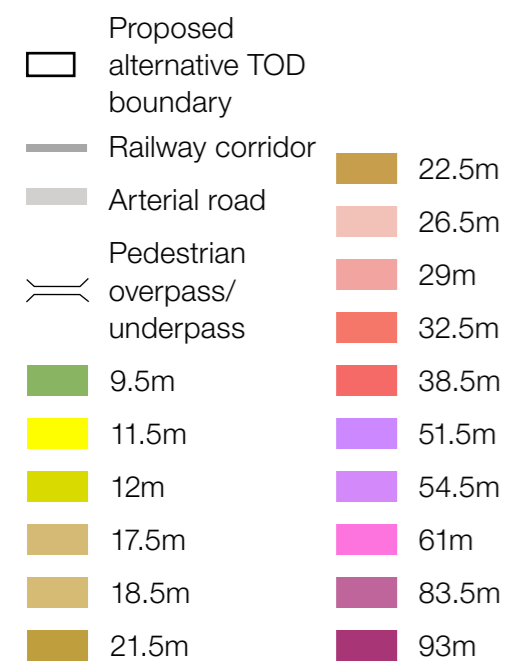 Proposed
alternative TOD
boundary
Railway corridor
Arterial road
Pedestrian
overpass/
underpass
9.5m
11.5m
12m
17.5m
18.5m
21.5m
22.5m
26.5m
29m
32.5m
38.5m
51.5m
54.5m
61m
83.5m
93m